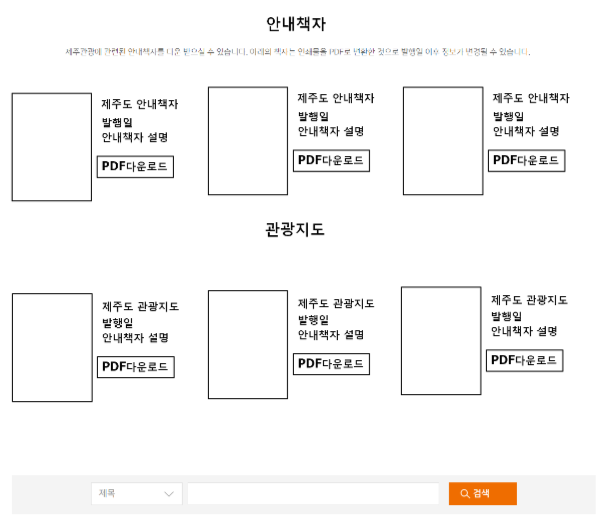 안내책자
제주관광에 관련된 안내책자를 다운 받으실 수 있습니다. 아래의 책자는 인쇄물을 PDF로 변환한 것으로 발행일 이후 정보가 변경될 수 있습니다.
제주도 안내책자
발행일
안내책자 설명
PDF다운로드
제주도 안내책자
발행일
안내책자 설명
PDF다운로드
제주도 안내책자
발행일
안내책자 설명
PDF다운로드
관광지도
제주도 관광지도
발행일
안내책자 설명
PDF다운로드
제주도 관광지도
발행일
안내책자 설명
PDF다운로드
제주도 관광지도
발행일
안내책자 설명
PDF다운로드
제목
검색